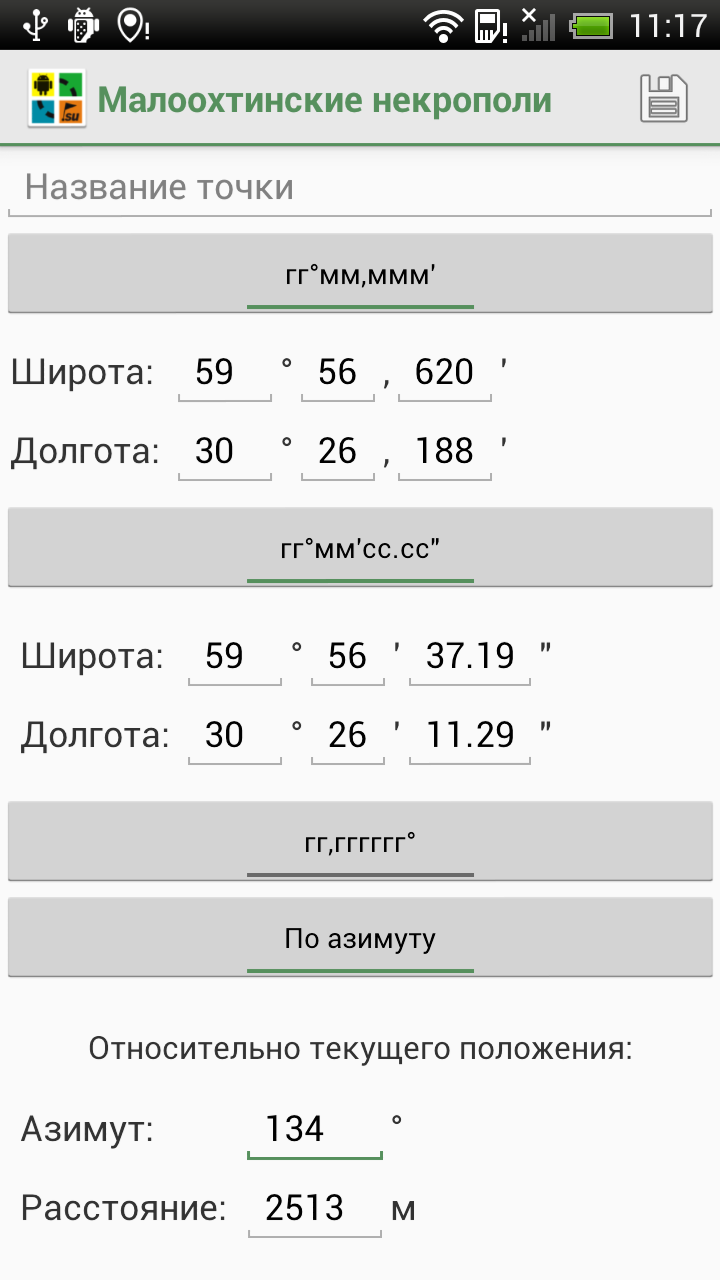 11:17
.su
Малоохтинские некрополи
Название точки
гг°мм,ммм'
Широта: 59 ° 56 , 620 '
Долгота: 30 ° 26 , 188 '
гг°мм'сс.сс"
Широта: 59 ° 56 ' 37.19 "
Долгота: 30 ° 26 ' 11.29 "
гг,гггггг°
По азимуту
Относительно текущего положения:
Азимут: 134 °
Расстояние: 2513 м